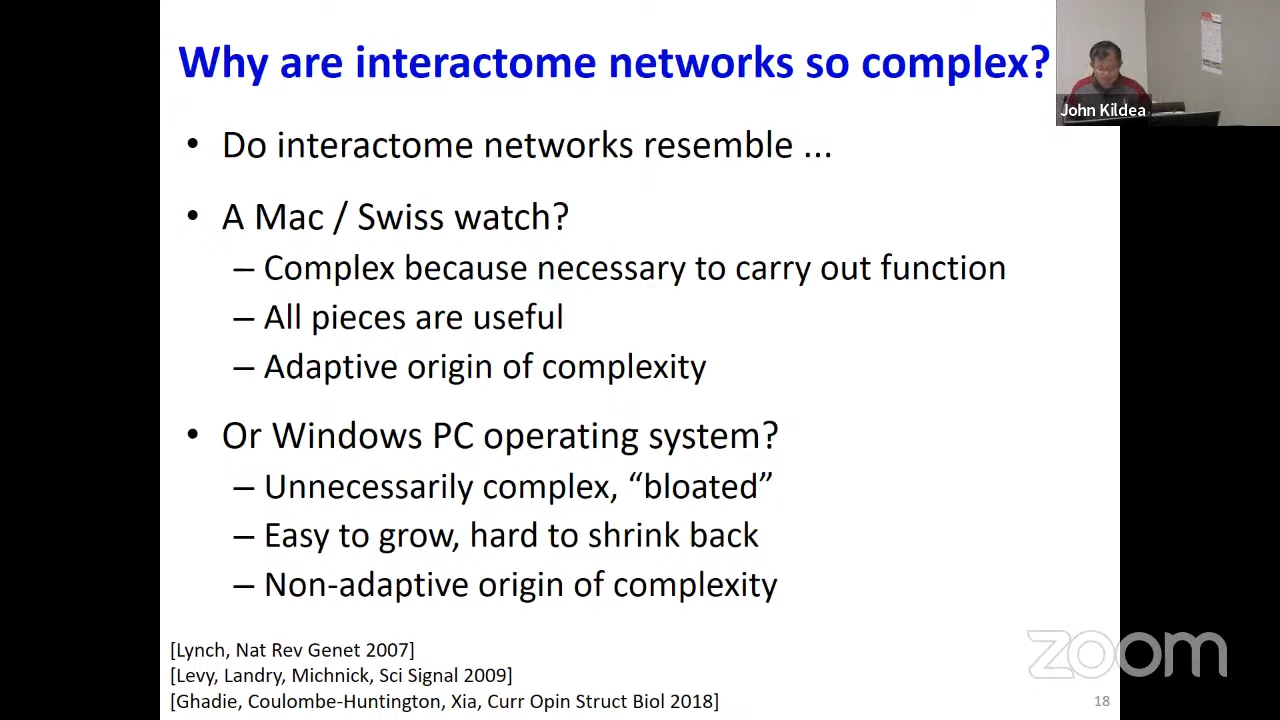 Why are interactome networks so complex?
John Kildea
• Do interactome networks resemble ...
• A Mac / Swiss watch?
– Complex because necessary to carry out function
– All pieces are useful
– Adaptive origin of complexity
• Or Windows PC operating system?
– Unnecessarily complex, “bloated”
– Easy to grow, hard to shrink back
– Non-adaptive origin of complexity
[Lynch, Nat Rev Genet 2007]
[Levy, Landry, Michnick, Sci Signal 2009]
[Ghadie, Coulombe-Huntington, Xia, Curr Opin Struct Biol 2018]
zoom
18